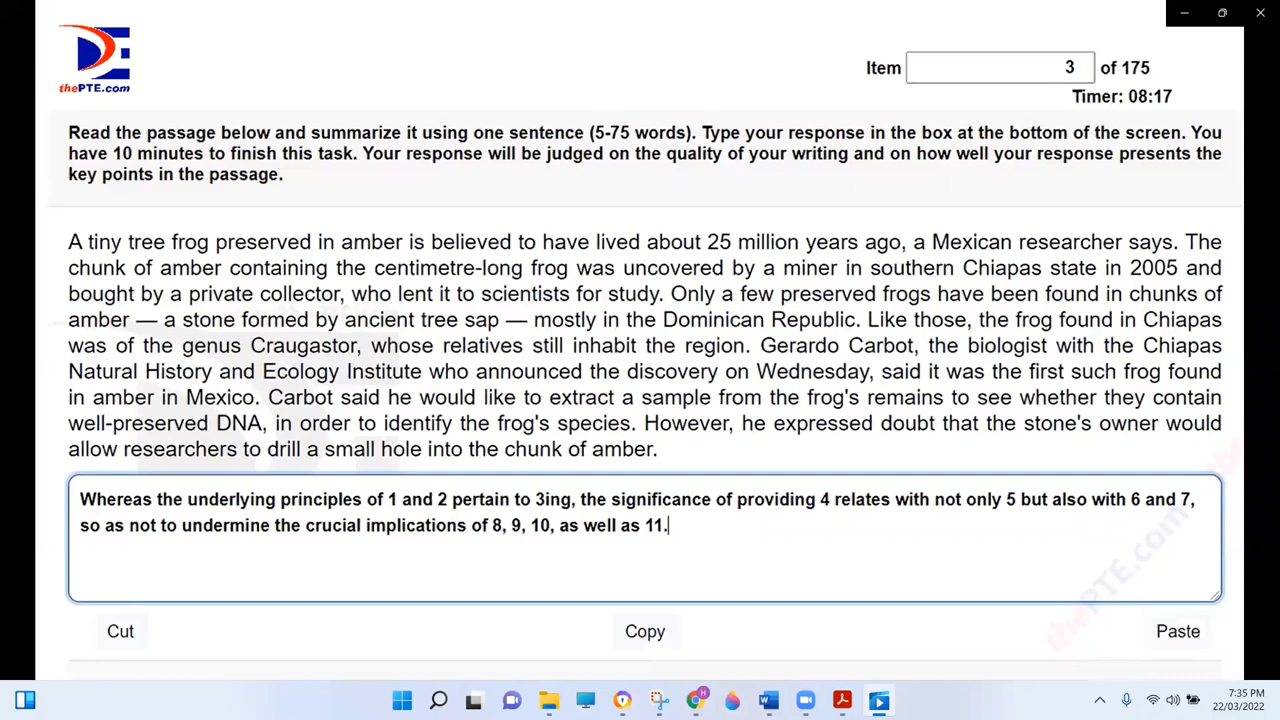 thePTE.com
Item 3 of 175
Timer: 08:17
Read the passage below and summarize it using one sentence (5-75 words). Type your response in the box at the bottom of the screen. You
have 10 minutes to finish this task. Your response will be judged on the quality of your writing and on how well your response presents the
key points in the passage.
A tiny tree frog preserved in amber is believed to have lived about 25 million years ago, a Mexican researcher says. The
chunk of amber containing the centimetre-long frog was uncovered by a miner in southern Chiapas state in 2005 and
bought by a private collector, who lent it to scientists for study. Only a few preserved frogs have been found in chunks of
amber — a stone formed by ancient tree sap — mostly in the Dominican Republic. Like those, the frog found in Chiapas
was of the genus Craugastor, whose relatives still inhabit the region. Gerardo Carbot, the biologist with the Chiapas
Natural History and Ecology Institute who announced the discovery on Wednesday, said it was the first such frog found
in amber in Mexico. Carbot said he would like to extract a sample from the frog's remains to see whether they contain
well-preserved DNA, in order to identify the frog's species. However, he expressed doubt that the stone's owner would
allow researchers to drill a small hole into the chunk of amber.
Whereas the underlying principles of 1 and 2 pertain to 3ing, the significance of providing 4 relates with not only 5 but also with 6 and 7,
so as not to undermine the crucial implications of 8, 9, 10, as well as 11.
thePTE.com
Cut Copy Paste
7:35 PM
22/03/2022